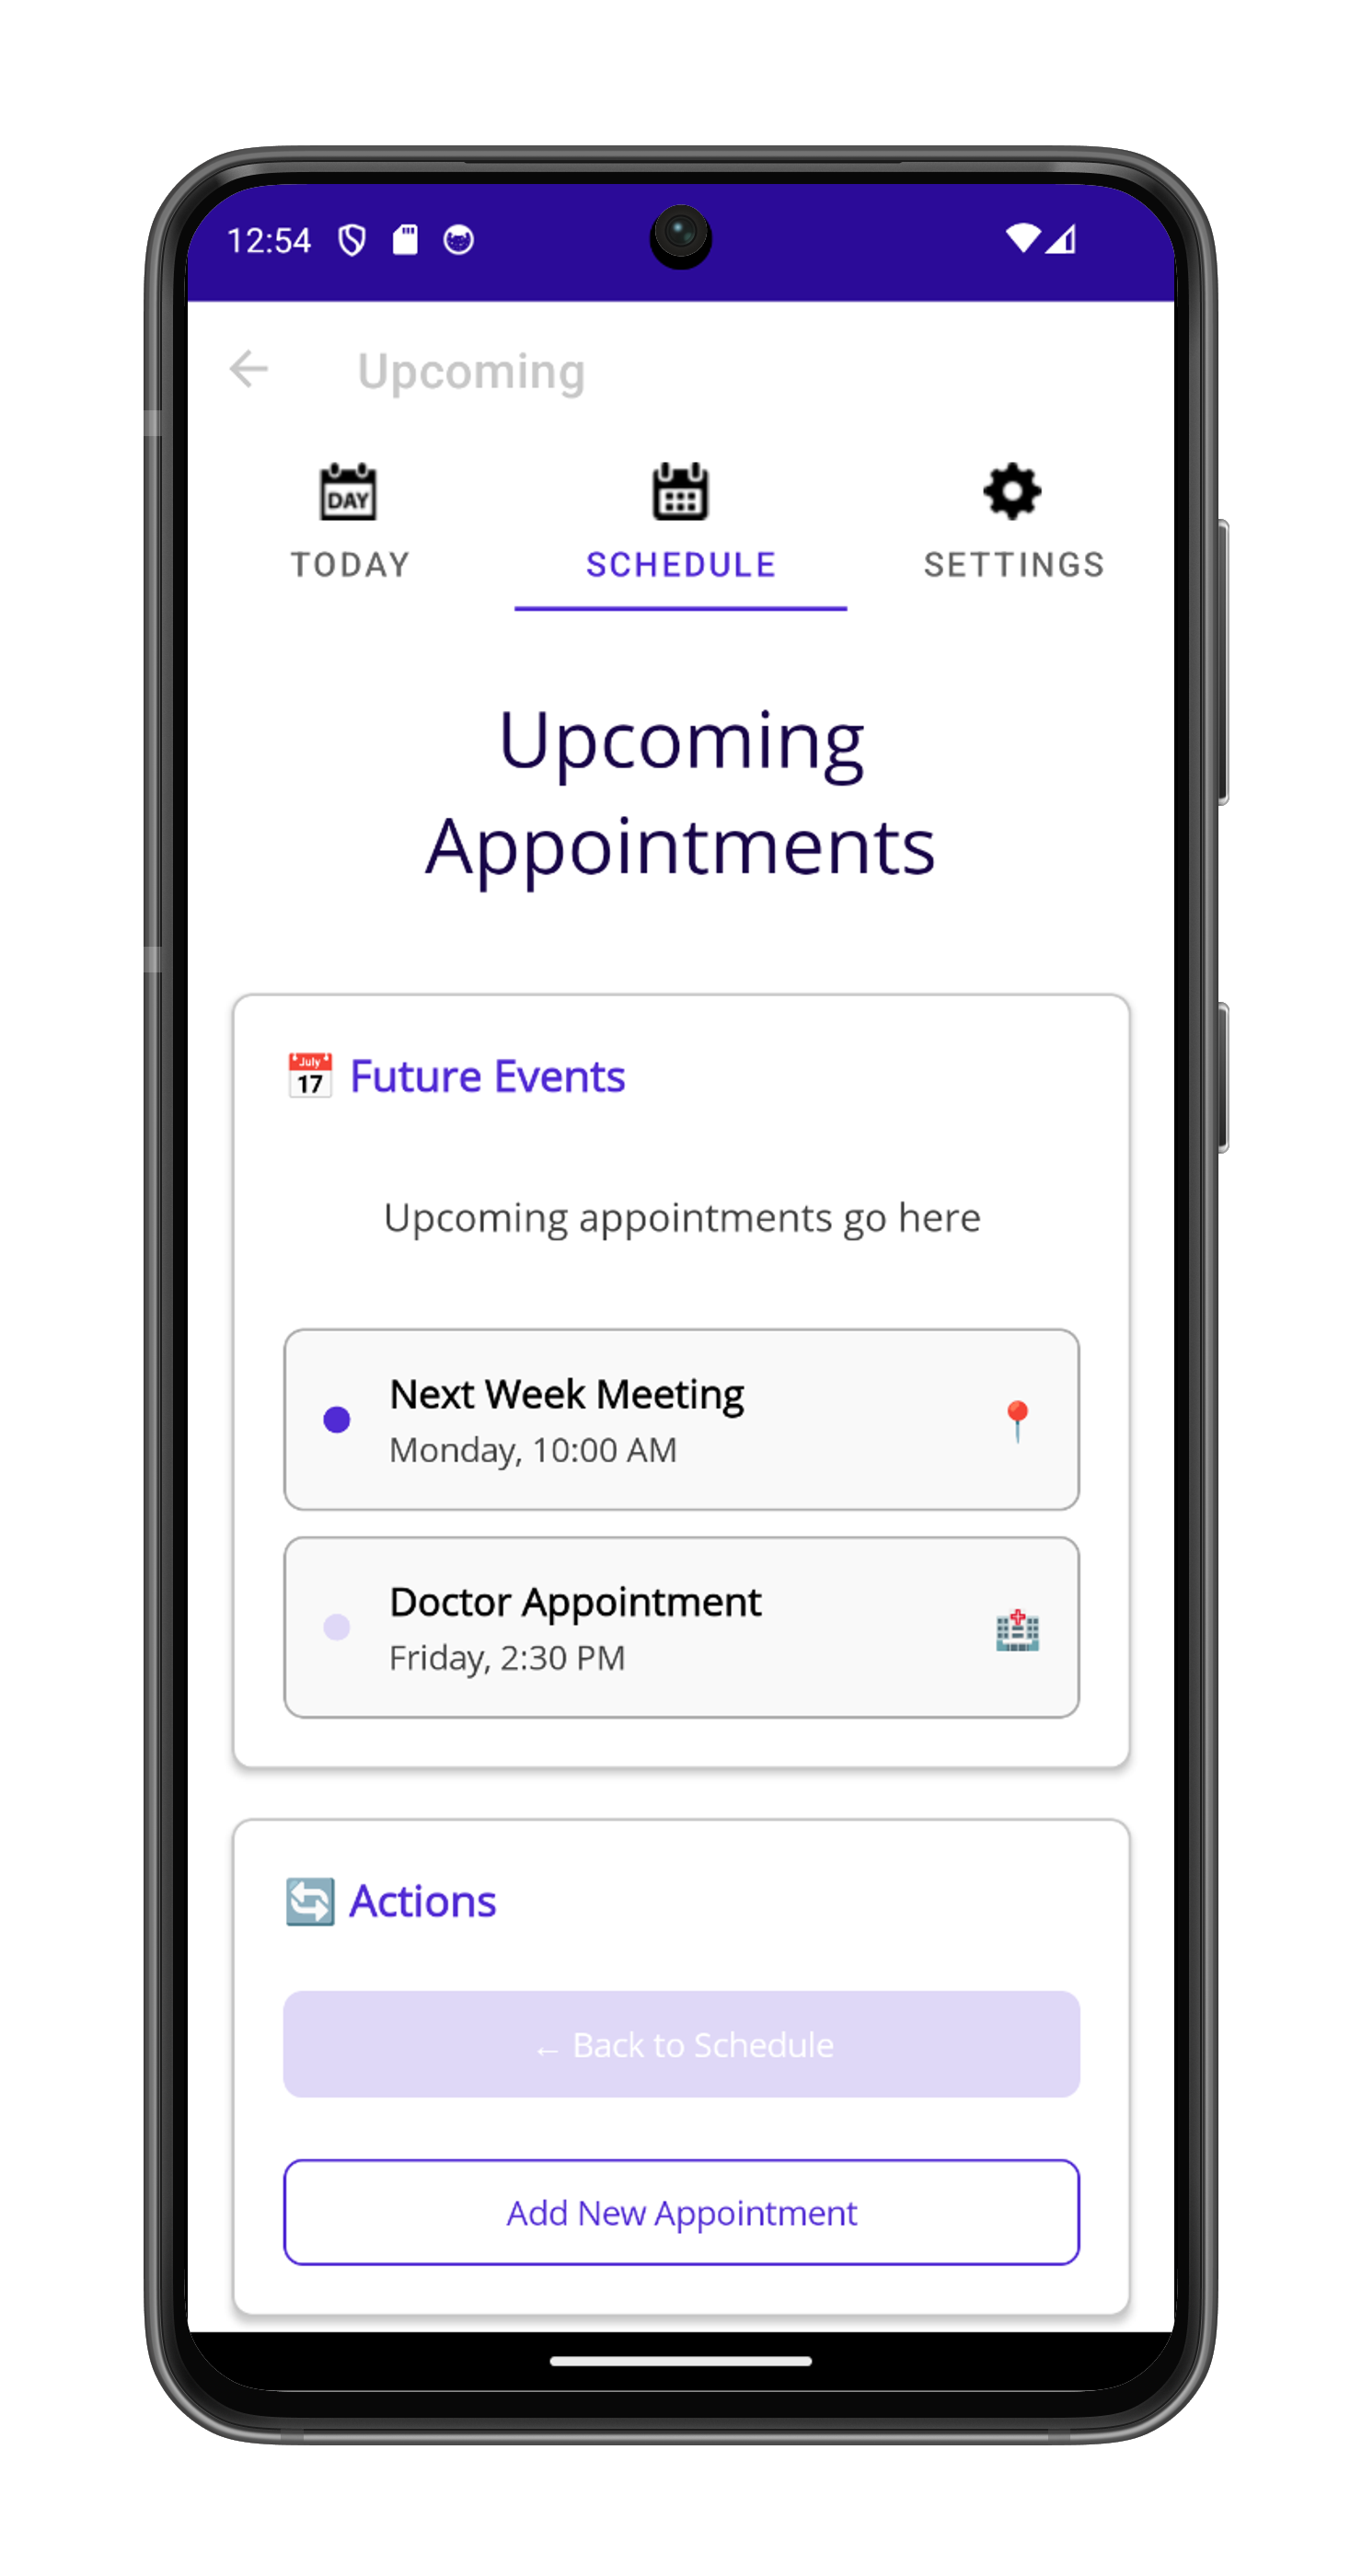 12:54
Upcoming
DAY
TODAY
SCHEDULE
SETTINGS
Upcoming
Appointments
July
17
Future Events
Upcoming appointments go here
Next Week Meeting
Monday, 10:00 AM
Doctor Appointment
Friday, 2:30 PM
Actions
← Back to Schedule
Add New Appointment